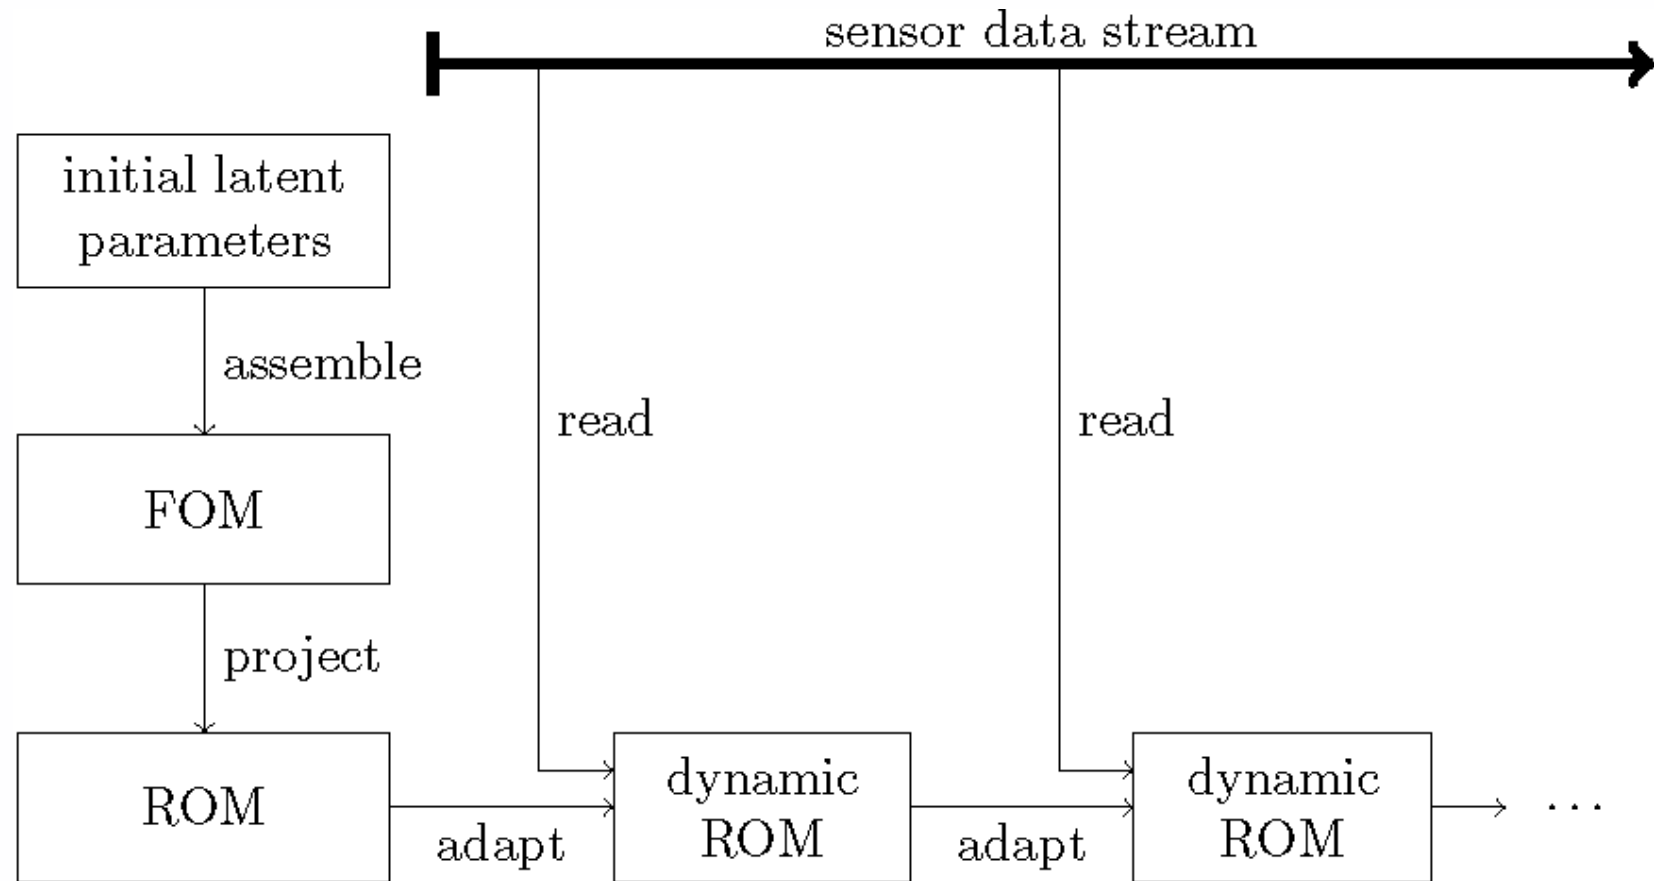 sensor data stream
initial latent
parameters
assemble
read
read
FOM
project
ROM
adapt
dynamic
ROM
adapt
dynamic
ROM
...